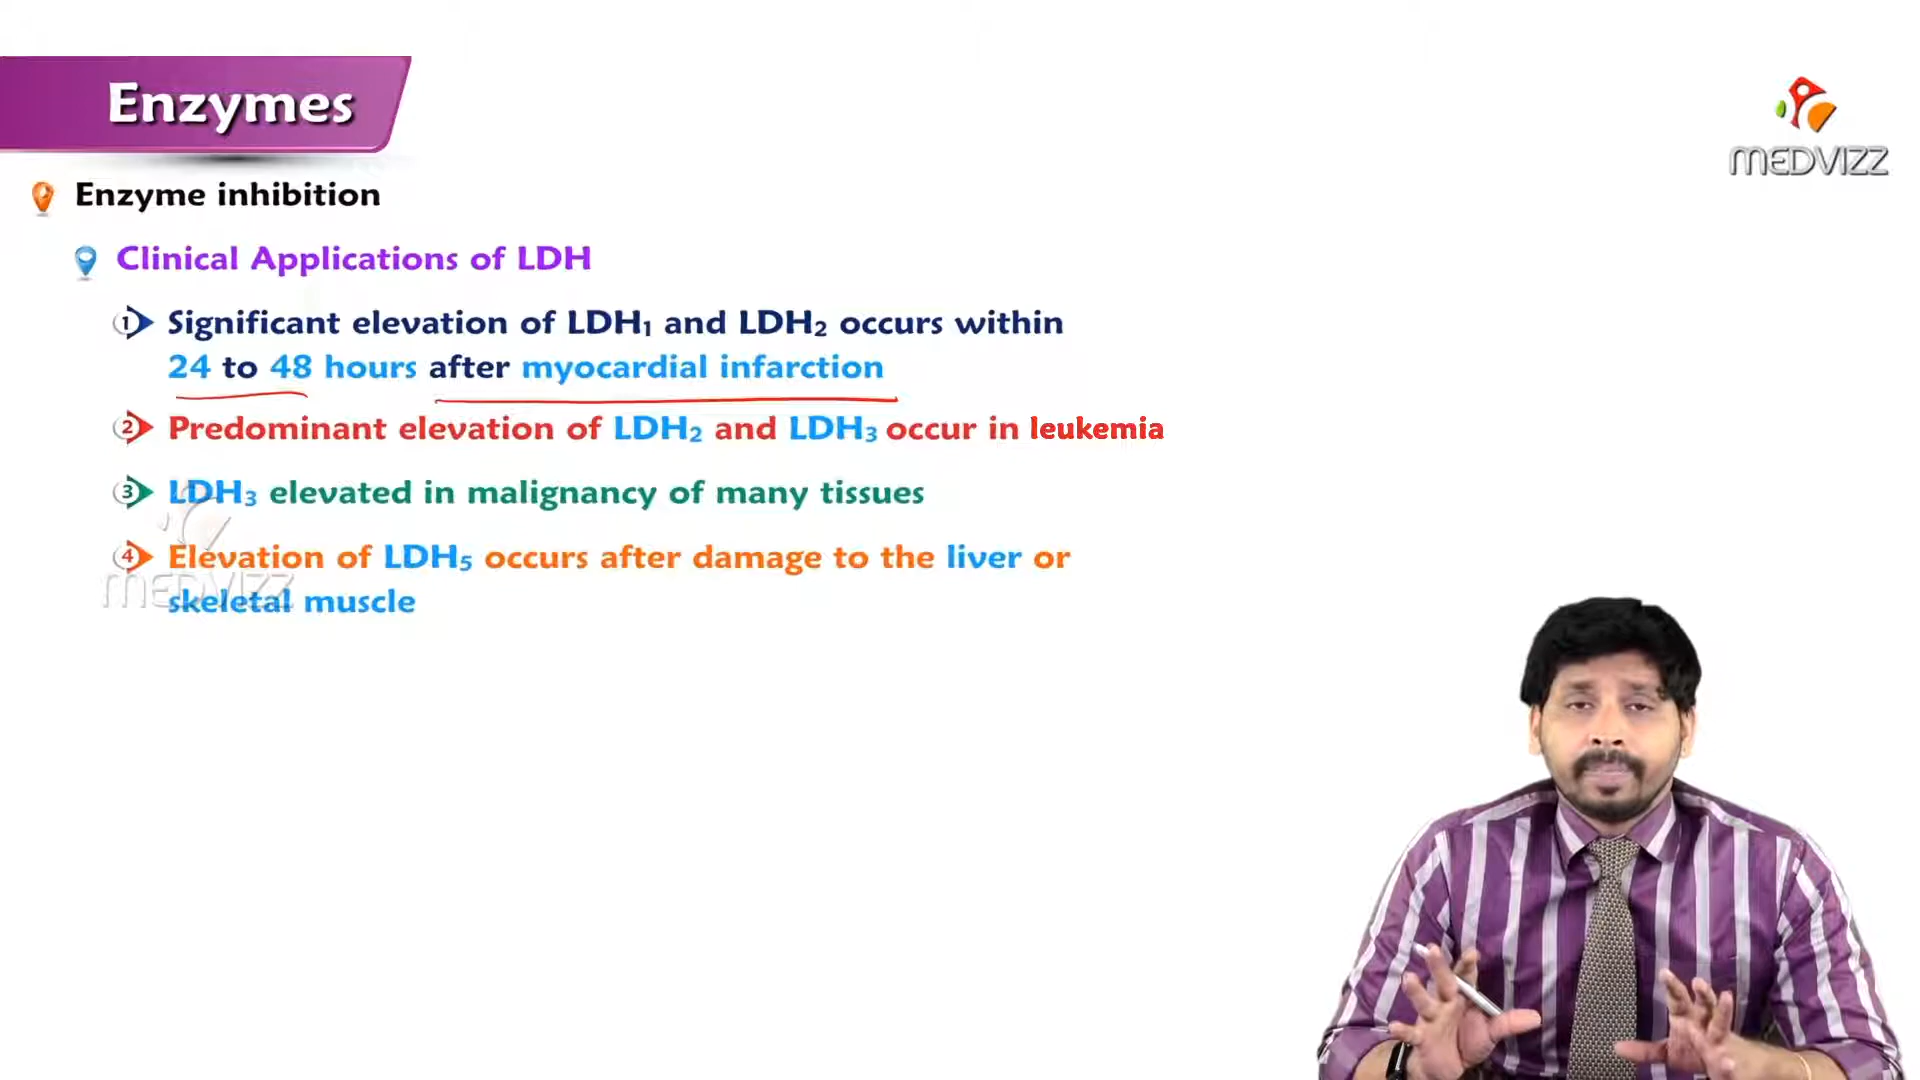 Enzymes
MEDVIZZ
Enzyme inhibition
Clinical Applications of LDH
1 Significant elevation of LDH₁ and LDH₂ occurs within
24 to 48 hours after myocardial infarction
2 Predominant elevation of LDH₂ and LDH₃ occur in leukemia
3 LDH₃ elevated in malignancy of many tissues
4 Elevation of LDH₅ occurs after damage to the liver or
skeletal muscle
MEDVIZZ